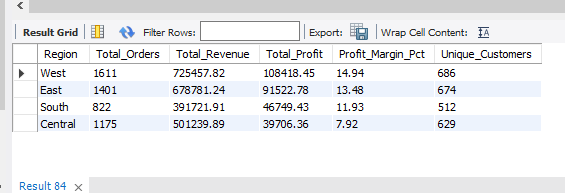 Result Grid Filter Rows: Export: Wrap Cell Content:
Region Total_Orders Total_Revenue Total_Profit Profit_Margin_Pct Unique_Customers
West 1611 725457.82 108418.45 14.94 686
East 1401 678781.24 91522.78 13.48 674
South 822 391721.91 46749.43 11.93 512
Central 1175 501239.89 39706.36 7.92 629
Result 84 ×